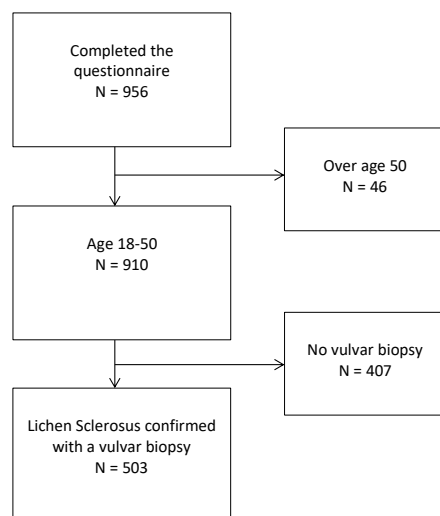 Completed the
questionnaire
N = 956
Over age 50
N = 46
Age 18-50
N = 910
No vulvar biopsy
N = 407
Lichen Sclerosus confirmed
with a vulvar biopsy
N = 503